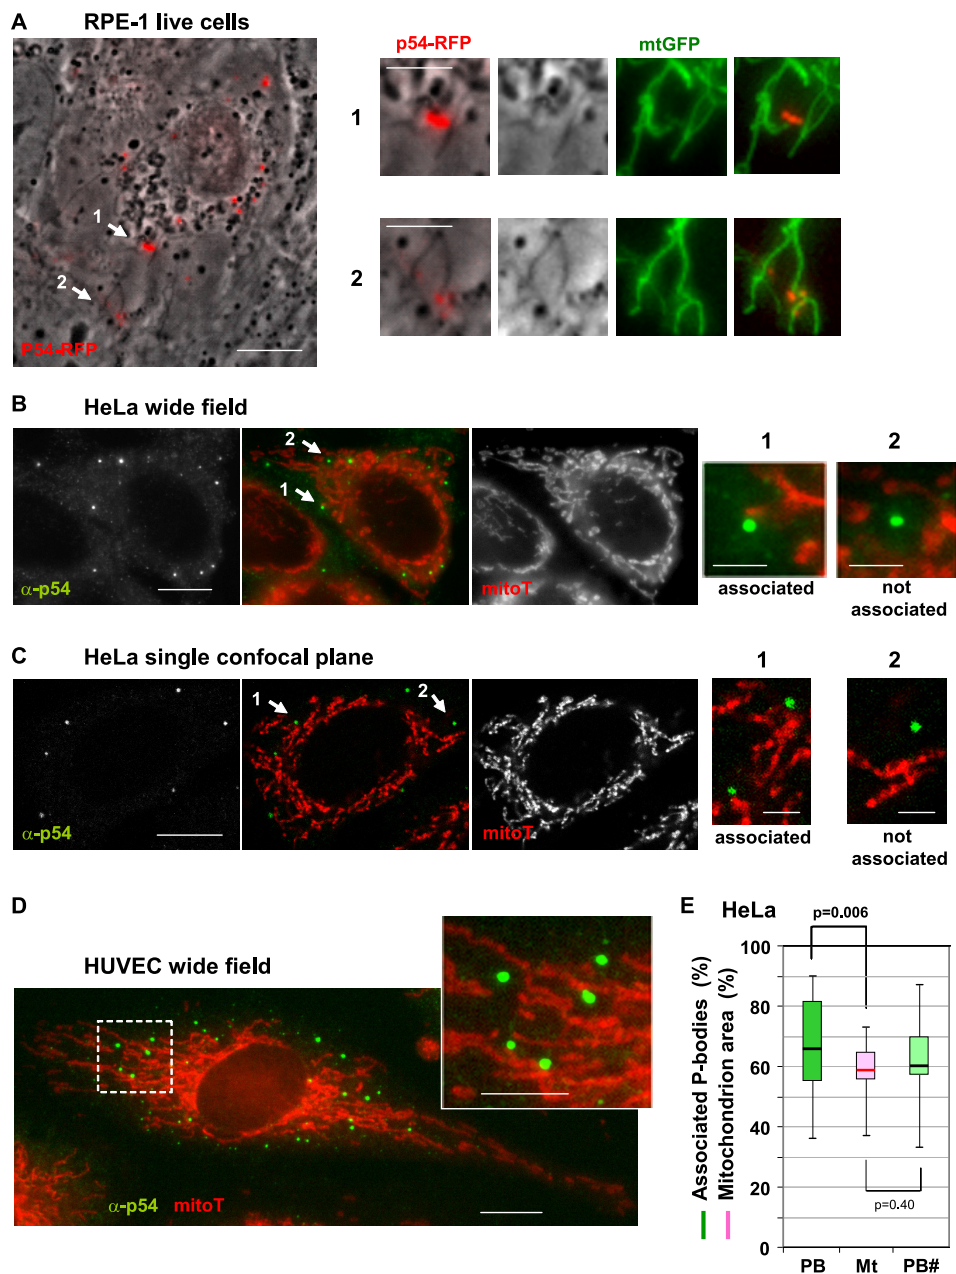 A
RPE-1 live cells
p54-RFP
mtGFP
1
2
1
2
P54-RFP
B
HeLa wide field
α-p54
2
1
mitoT
1
2
associated
not
associated
C
HeLa single confocal plane
α-p54
1
2
mitoT
1
2
associated
not
associated
D
HUVEC wide field
α-p54 mitoT
E
HeLa
p=0.006
Associated P-bodies (%)
Mitochondrion area (%)
100
80
60
40
20
0
p=0.40
PB
Mt
PB#